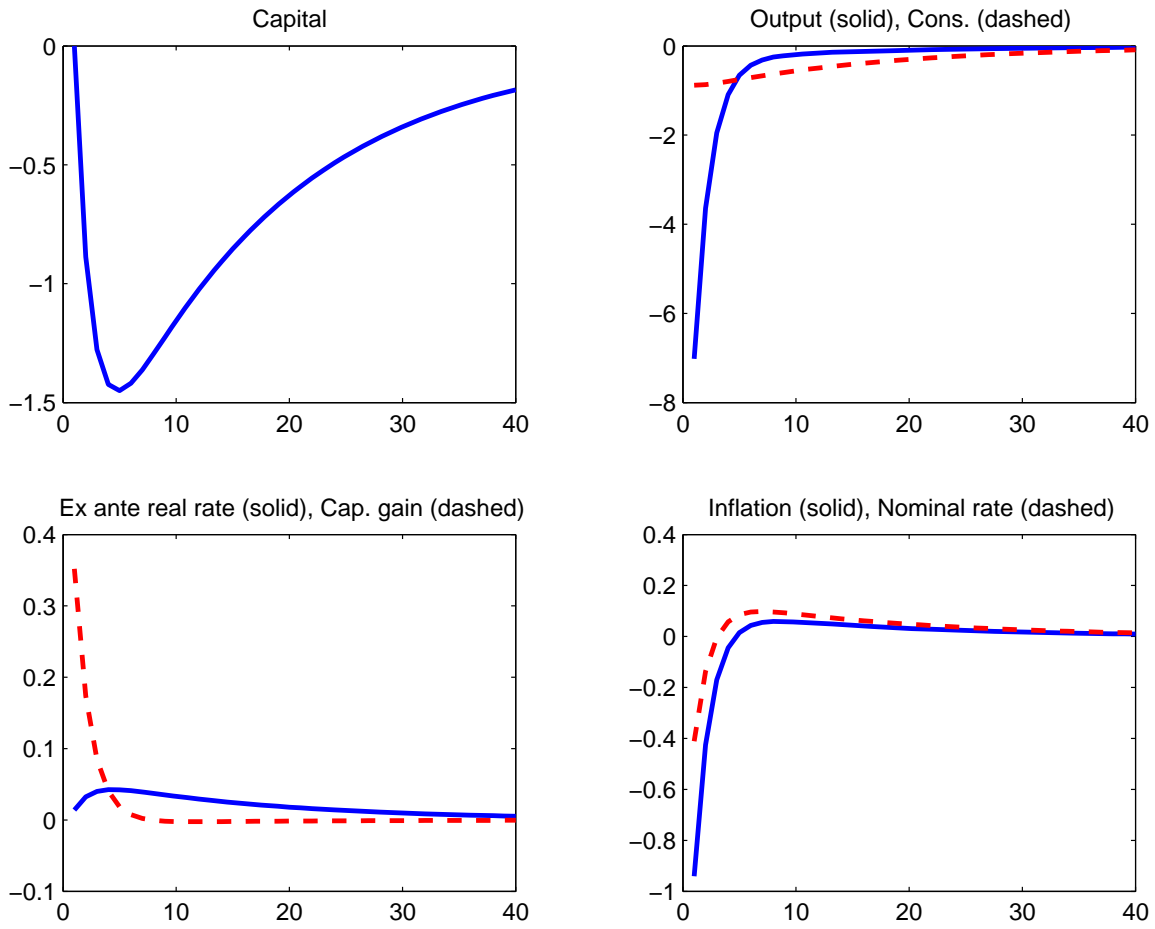 Capital
0
−0.5
−1
−1.5
0 10 20 30 40
Output (solid), Cons. (dashed)
0
−2
−4
−6
−8
0 10 20 30 40
Ex ante real rate (solid), Cap. gain (dashed)
0.4
0.3
0.2
0.1
0
−0.1
0 10 20 30 40
Inflation (solid), Nominal rate (dashed)
0.4
0.2
0
−0.2
−0.4
−0.6
−0.8
−1
0 10 20 30 40